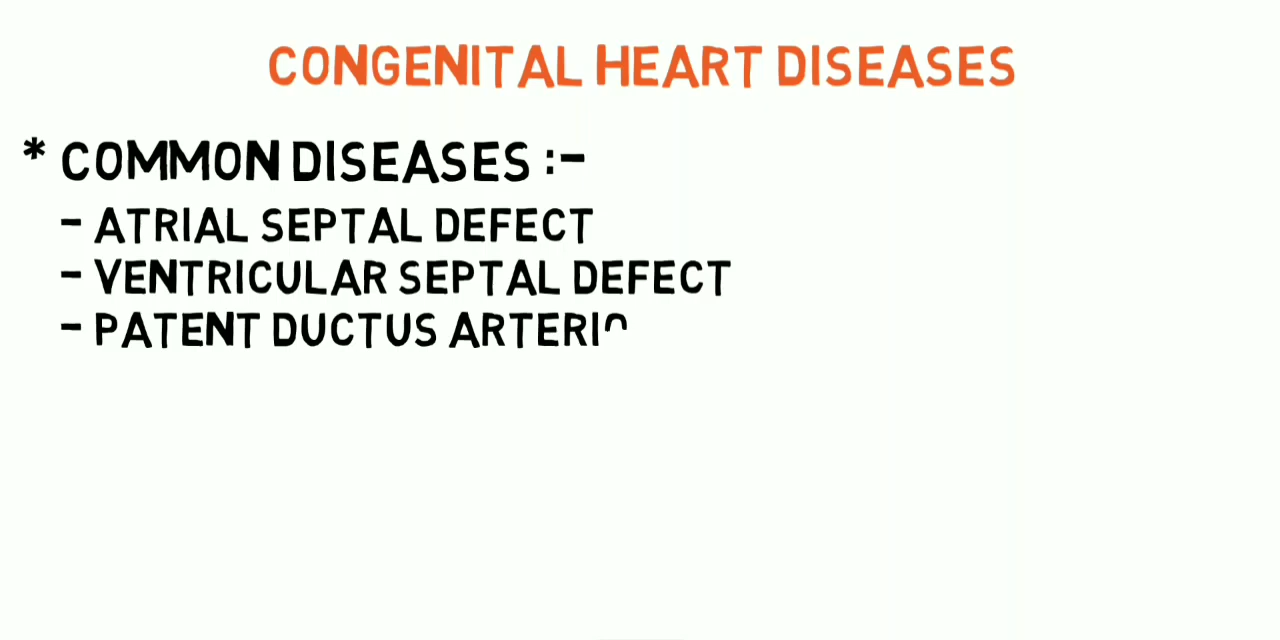 CONGENITAL HEART DISEASES
* COMMON DISEASES :-
- ATRIAL SEPTAL DEFECT
- VENTRICULAR SEPTAL DEFECT
- PATENT DUCTUS ARTERI